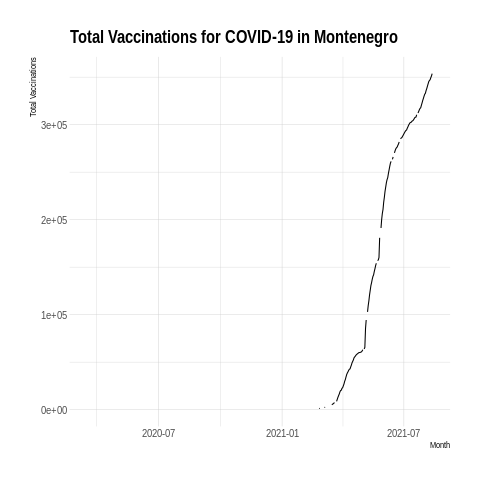 Total Vaccinations for COVID-19 in Montenegro
Total Vaccinations
3e+05
2e+05
1e+05
0e+00
2020-07
2021-01
2021-07
Month